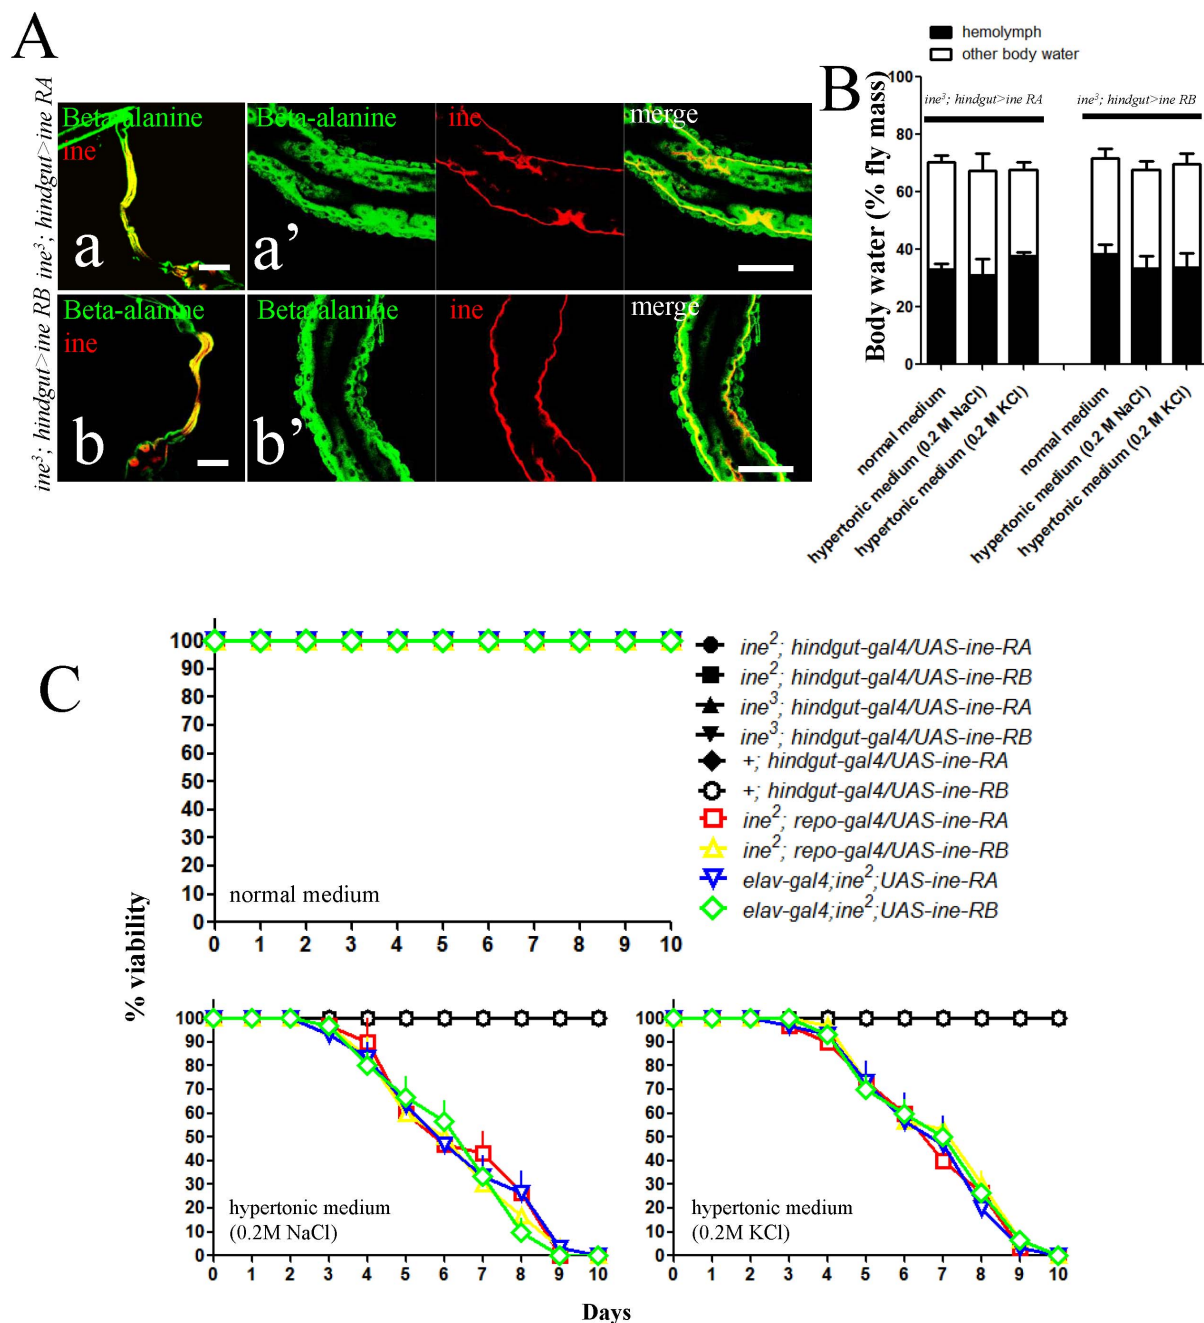 A
ine³; hindgut>ine RA
Beta-alanine
ine
a
Beta-alanine
a’
ine
merge
ine³; hindgut>ine RB
Beta-alanine
ine
b
Beta-alanine
b’
ine
merge
B
hemolymph
other body water
Body water (% fly mass)
100
80
60
40
20
0
ine³; hindgut>ine RA
ine³; hindgut>ine RB
normal medium
hypertonic medium (0.2 M NaCl)
hypertonic medium (0.2 M KCl)
normal medium
hypertonic medium (0.2 M NaCl)
hypertonic medium (0.2 M KCl)
C
% viability
100
90
80
70
60
50
40
30
20
10
0
normal medium
0 1 2 3 4 5 6 7 8 9 10
ine²; hindgut-gal4/UAS-ine-RA
ine²; hindgut-gal4/UAS-ine-RB
ine³; hindgut-gal4/UAS-ine-RA
ine³; hindgut-gal4/UAS-ine-RB
+; hindgut-gal4/UAS-ine-RA
+; hindgut-gal4/UAS-ine-RB
ine²; repo-gal4/UAS-ine-RA
ine²; repo-gal4/UAS-ine-RB
elav-gal4;ine²;UAS-ine-RA
elav-gal4;ine²;UAS-ine-RB
100
90
80
70
60
50
40
30
20
10
0
hypertonic medium
(0.2M NaCl)
0 1 2 3 4 5 6 7 8 9 10
100
90
80
70
60
50
40
30
20
10
0
hypertonic medium
(0.2M KCl)
0 1 2 3 4 5 6 7 8 9 10
Days